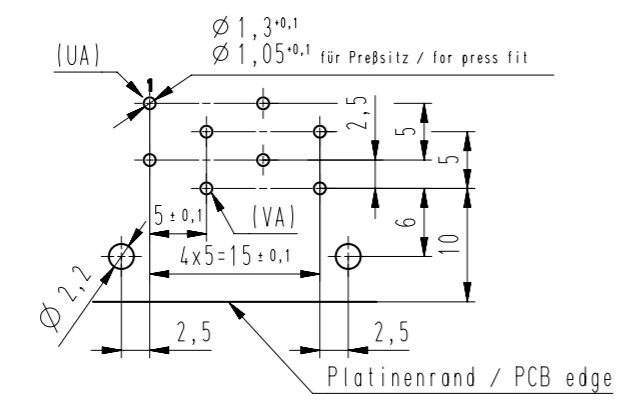 Ø 1,3+0,1
(UA)
Ø 1,05+0,1 für Preßsitz / for press fit
1
2,5
5
5
5 ± 0,1
(VA)
6
10
4x5=15 ± 0,1
Ø 2,2
2,5
2,5
Platinenrand / PCB edge